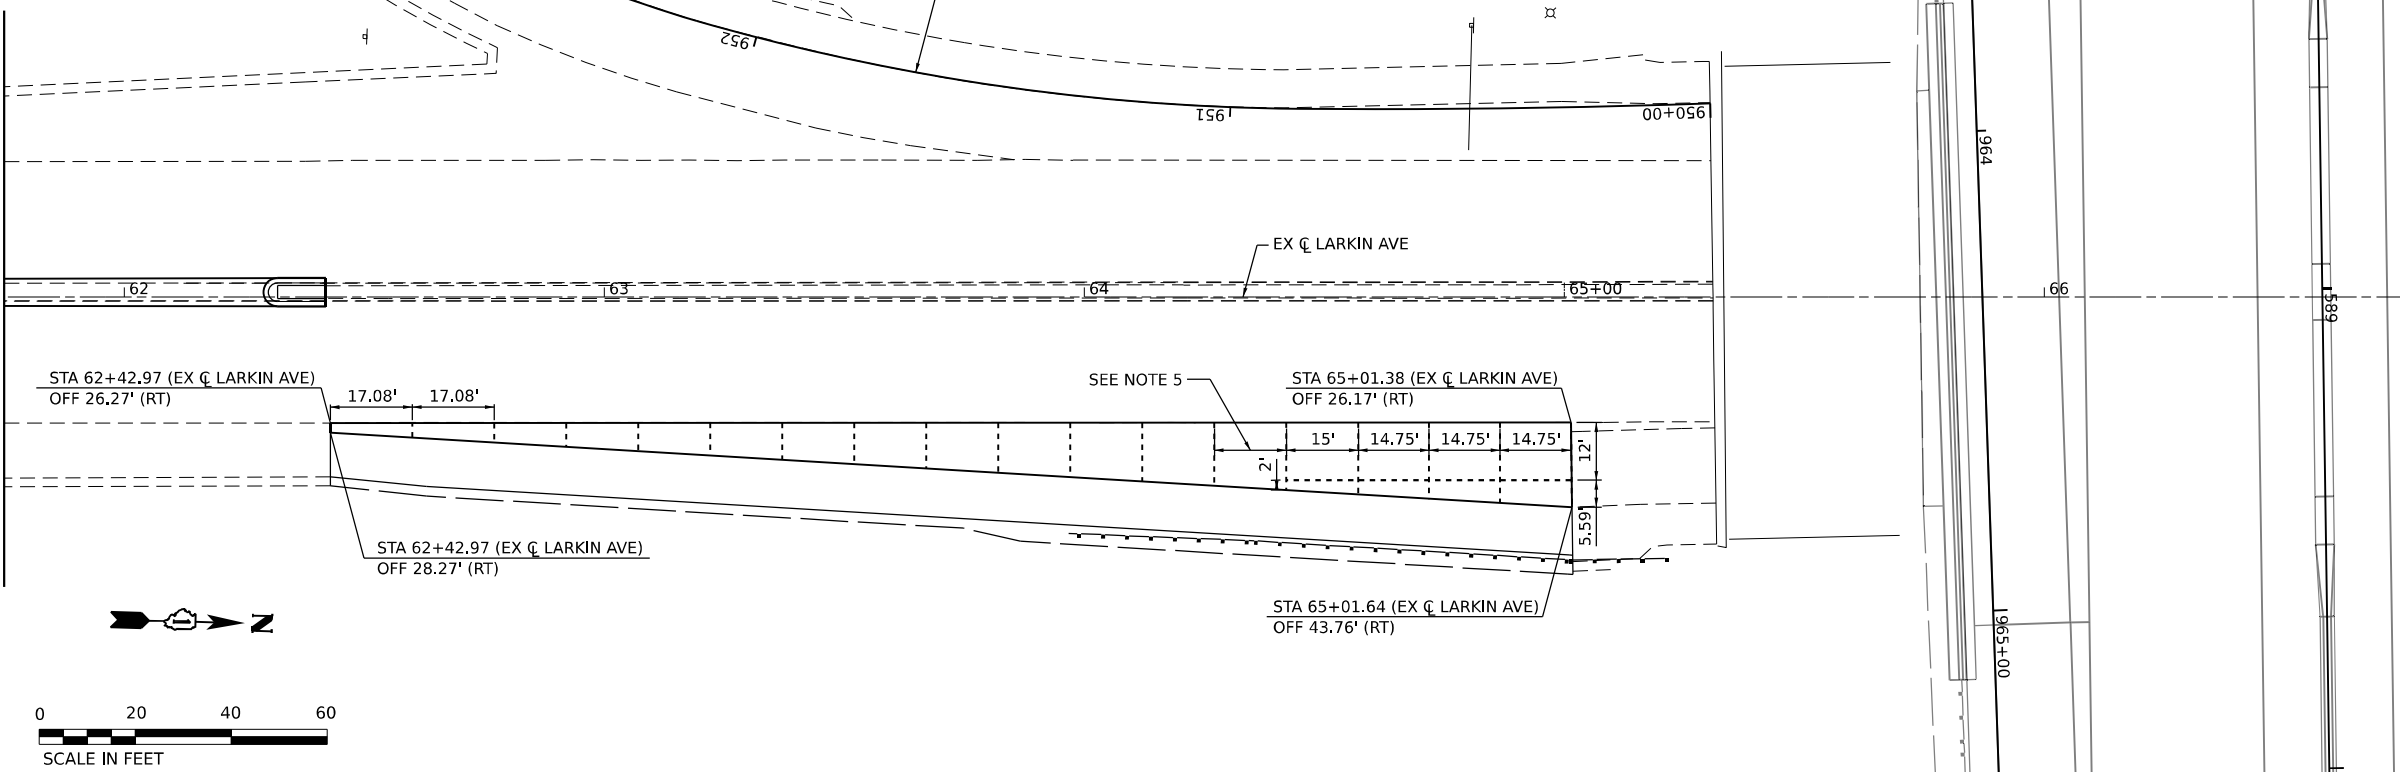 952
951
950+00
964
EX ℄ LARKIN AVE
62
63
64
65+00
66
589
STA 62+42.97 (EX ℄ LARKIN AVE)
OFF 26.27' (RT)
17.08'
17.08'
SEE NOTE 5
STA 65+01.38 (EX ℄ LARKIN AVE)
OFF 26.17' (RT)
15'
14.75'
14.75'
14.75'
12'
2'
5.59'
STA 62+42.97 (EX ℄ LARKIN AVE)
OFF 28.27' (RT)
STA 65+01.64 (EX ℄ LARKIN AVE)
OFF 43.76' (RT)
965+00
N
0 20 40 60
SCALE IN FEET